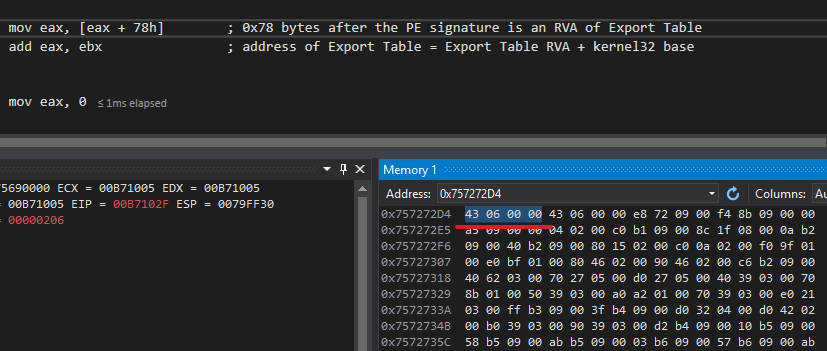 mov eax, [eax + 78h] ; 0x78 bytes after the PE signature is an RVA of Export Table
add eax, ebx ; address of Export Table = Export Table RVA + kernel32 base
mov eax, 0 ≤ 1ms elapsed
75690000 ECX = 00B71005 EDX = 00B71005
= 00B71005 EIP = 00B7102F ESP = 0079FF30
= 00000206
Memory 1
Address: 0x757272D4 Columns: Au
0x757272D4 43 06 00 00 43 06 00 00 e8 72 09 00 f4 8b 09 00 00
0x757272E5 a5 09 00 00 04 02 00 c0 b1 09 00 8c 1f 08 00 0a b2
0x757272F6 09 00 40 b2 09 00 80 15 02 00 c0 0a 02 00 f0 9f 01
0x75727307 00 e0 bf 01 00 80 46 02 00 90 46 02 00 c6 b2 09 00
0x75727318 40 62 03 00 70 27 05 00 d0 27 05 00 40 39 03 00 70
0x75727329 8b 01 00 50 39 03 00 a0 a2 01 00 70 39 03 00 e0 21
0x7572733A 03 00 ff b3 09 00 3f b4 09 00 d0 32 04 00 d0 42 02
0x7572734B 00 b0 39 03 00 90 39 03 00 d2 b4 09 00 10 b5 09 00
0x7572735C 58 b5 09 00 ab b5 09 00 03 b6 09 00 57 b6 09 00 ab